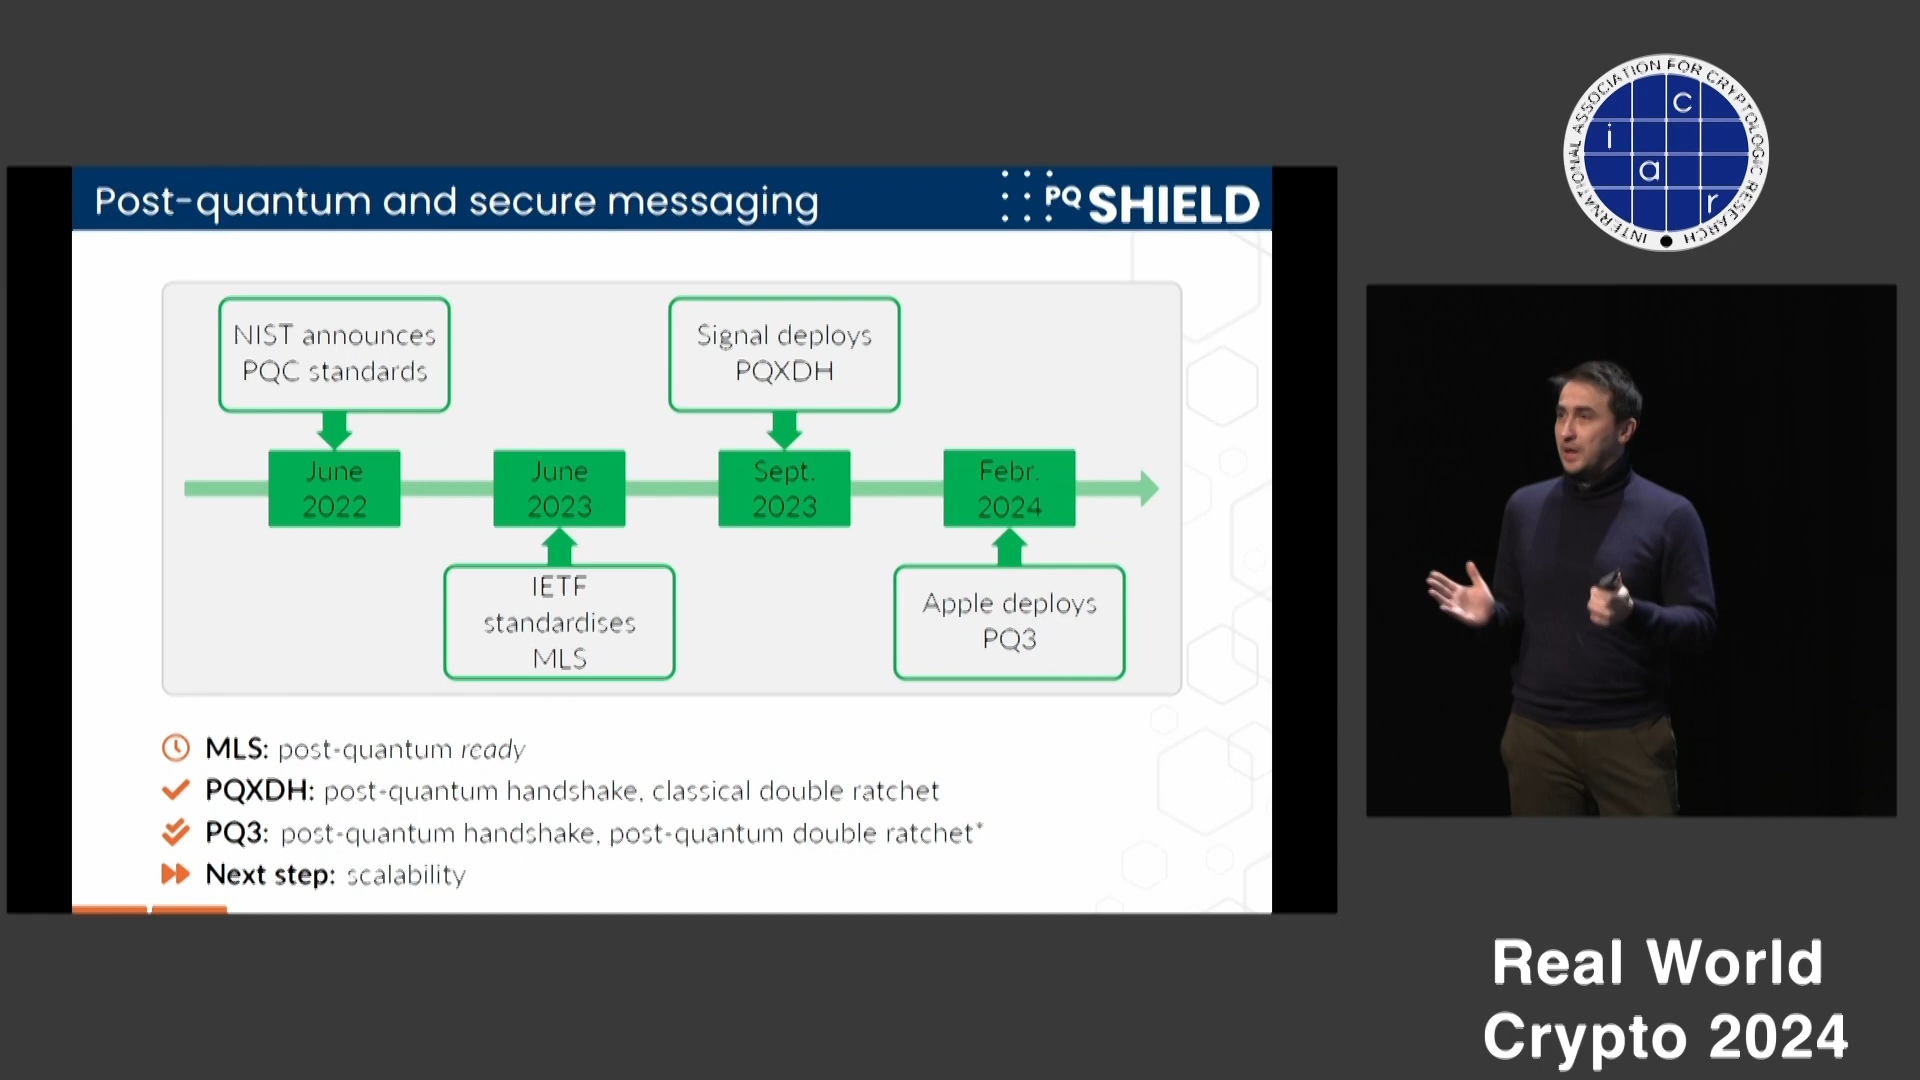 Post-quantum and secure messaging
PQ SHIELD
NIST announces
PQC standards
Signal deploys
PQXDH
June
2022
June
2023
Sept.
2023
Febr.
2024
IETF
standardises
MLS
Apple deploys
PQ3
MLS: post-quantum ready
PQXDH: post-quantum handshake, classical double ratchet
PQ3: post-quantum handshake, post-quantum double ratchet*
Next step: scalability
INTERNATIONAL ASSOCIATION FOR CRYPTOLOGIC RESEARCH
i a c r
Real World
Crypto 2024